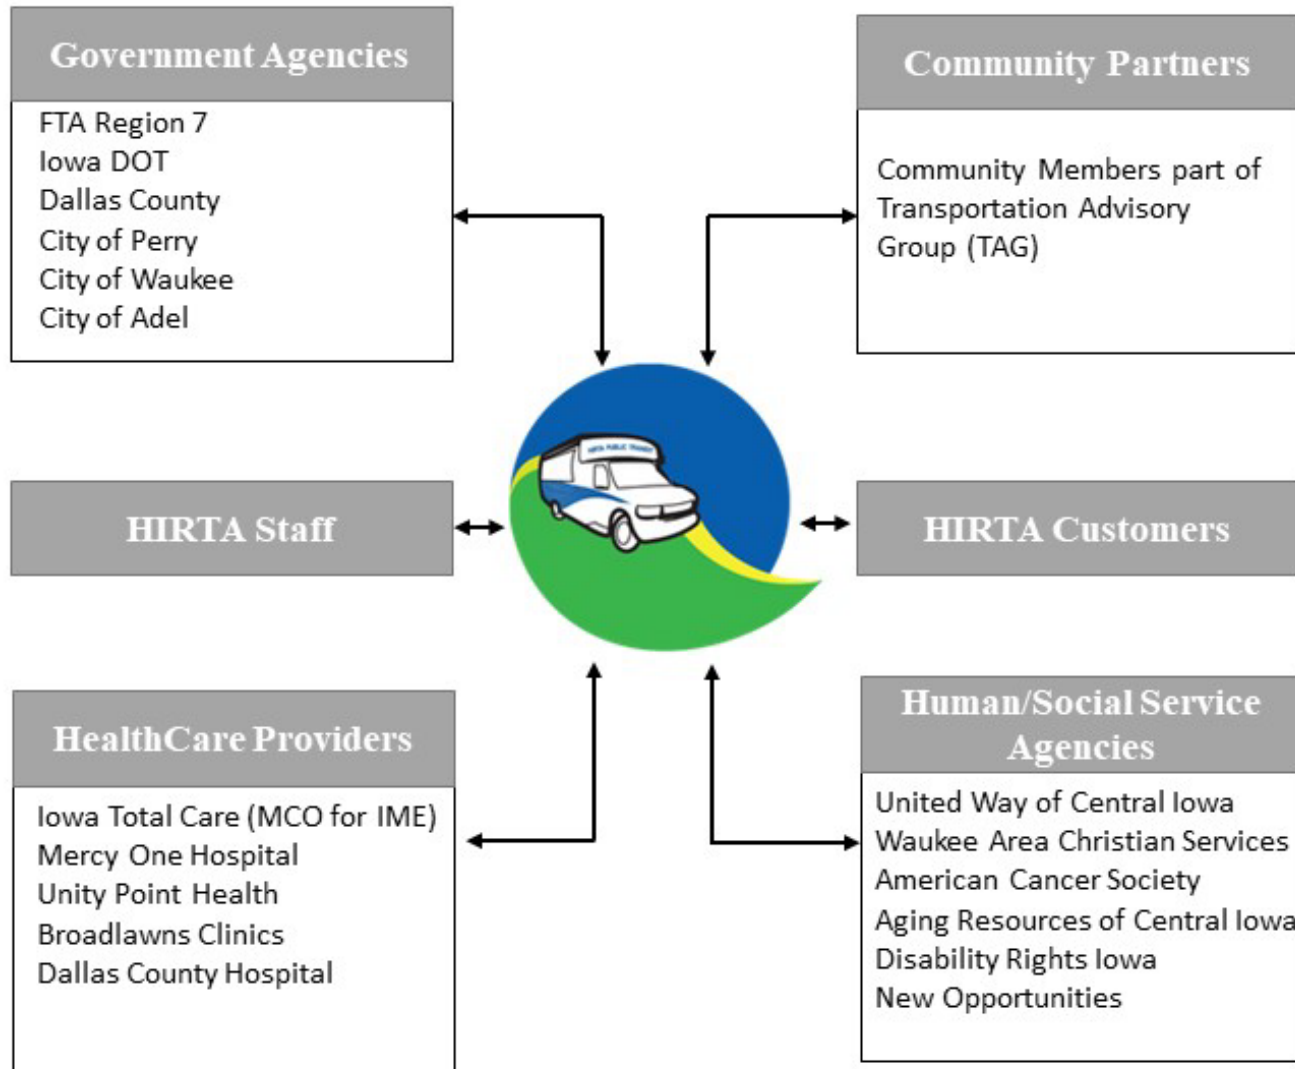 Government Agencies
FTA Region 7
Iowa DOT
Dallas County
City of Perry
City of Waukee
City of Adel
Community Partners
Community Members part of
Transportation Advisory
Group (TAG)
HIRTA PUBLIC TRANSIT
HIRTA Staff
HIRTA Customers
HealthCare Providers
Iowa Total Care (MCO for IME)
Mercy One Hospital
Unity Point Health
Broadlawns Clinics
Dallas County Hospital
Human/Social Service
Agencies
United Way of Central Iowa
Waukee Area Christian Services
American Cancer Society
Aging Resources of Central Iowa
Disability Rights Iowa
New Opportunities